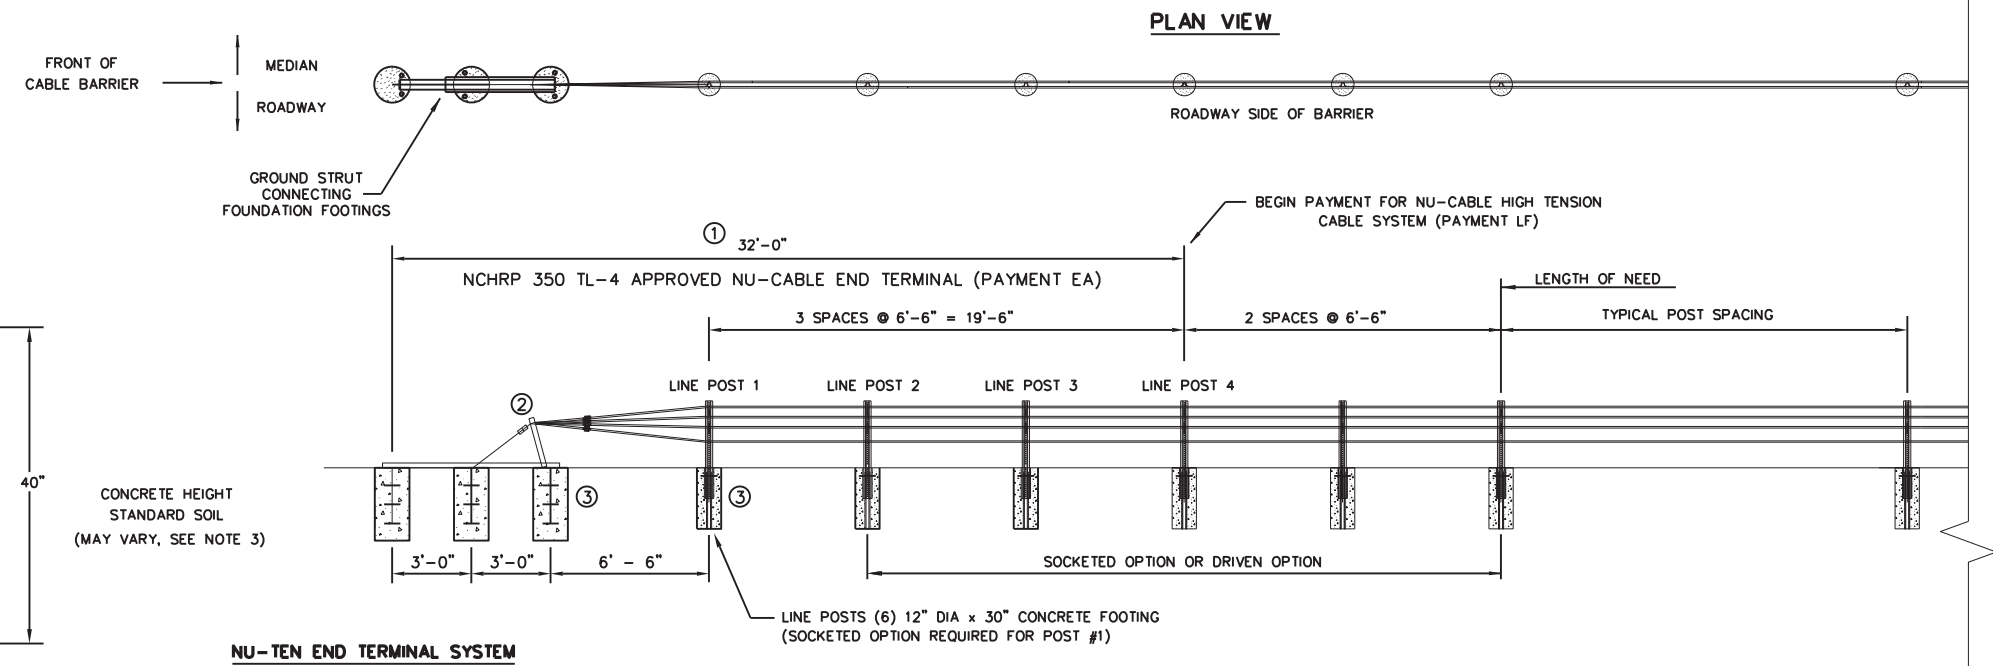 PLAN VIEW
FRONT OF
CABLE BARRIER
MEDIAN
ROADWAY
ROADWAY SIDE OF BARRIER
GROUND STRUT
CONNECTING
FOUNDATION FOOTINGS
BEGIN PAYMENT FOR NU-CABLE HIGH TENSION
CABLE SYSTEM (PAYMENT LF)
1
32'-0"
NCHRP 350 TL-4 APPROVED NU-CABLE END TERMINAL (PAYMENT EA)
LENGTH OF NEED
3 SPACES @ 6'-6" = 19'-6"
2 SPACES @ 6'-6"
TYPICAL POST SPACING
LINE POST 1
LINE POST 2
LINE POST 3
LINE POST 4
2
40"
CONCRETE HEIGHT
STANDARD SOIL
(MAY VARY, SEE NOTE 3)
3
3
3'-0"
3'-0"
6' - 6"
SOCKETED OPTION OR DRIVEN OPTION
LINE POSTS (6) 12" DIA x 30" CONCRETE FOOTING
(SOCKETED OPTION REQUIRED FOR POST #1)
NU-TEN END TERMINAL SYSTEM